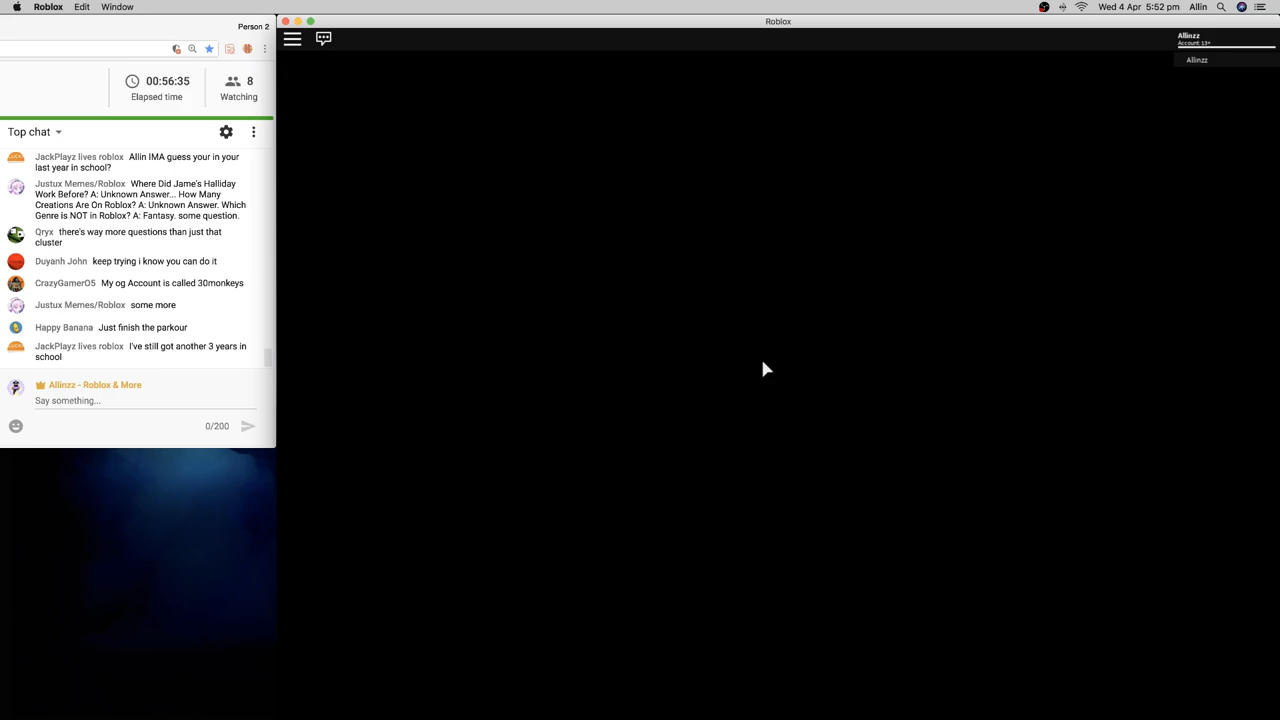 Roblox Edit Window
Wed 4 Apr 5:52 pm Allin
Person 2
Roblox
Allinzz
Account: 13+
Allinzz
00:56:35
Elapsed time
8
Watching
Top chat
JackPlayz lives roblox Allin IMA guess your in your
last year in school?
Justux Memes/Roblox Where Did Jame's Halliday
Work Before? A: Unknown Answer... How Many
Creations Are On Roblox? A: Unknown Answer. Which
Genre is NOT in Roblox? A: Fantasy. some question.
Qryx there's way more questions than just that
cluster
Duyanh John keep trying i know you can do it
CrazyGamerO5 My og Account is called 30monkeys
Justux Memes/Roblox some more
Happy Banana Just finish the parkour
JackPlayz lives roblox I've still got another 3 years in
school
Allinzz - Roblox & More
Say something...
0/200